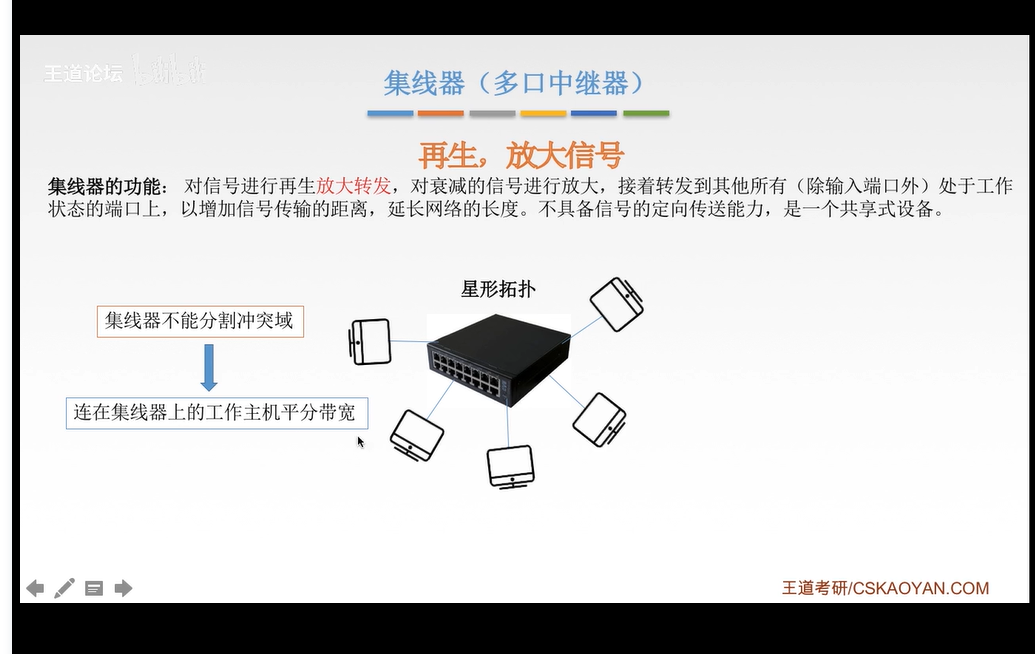 王道论坛
集线器（多口中继器）
再生，放大信号
集线器的功能： 对信号进行再生放大转发，对衰减的信号进行放大，接着转发到其他所有（除输入端口外）处于工作
状态的端口上，以增加信号传输的距离，延长网络的长度。不具备信号的定向传送能力，是一个共享式设备。
星形拓扑
集线器不能分割冲突域
连在集线器上的工作主机平分带宽
王道考研/CSKAOYAN.COM